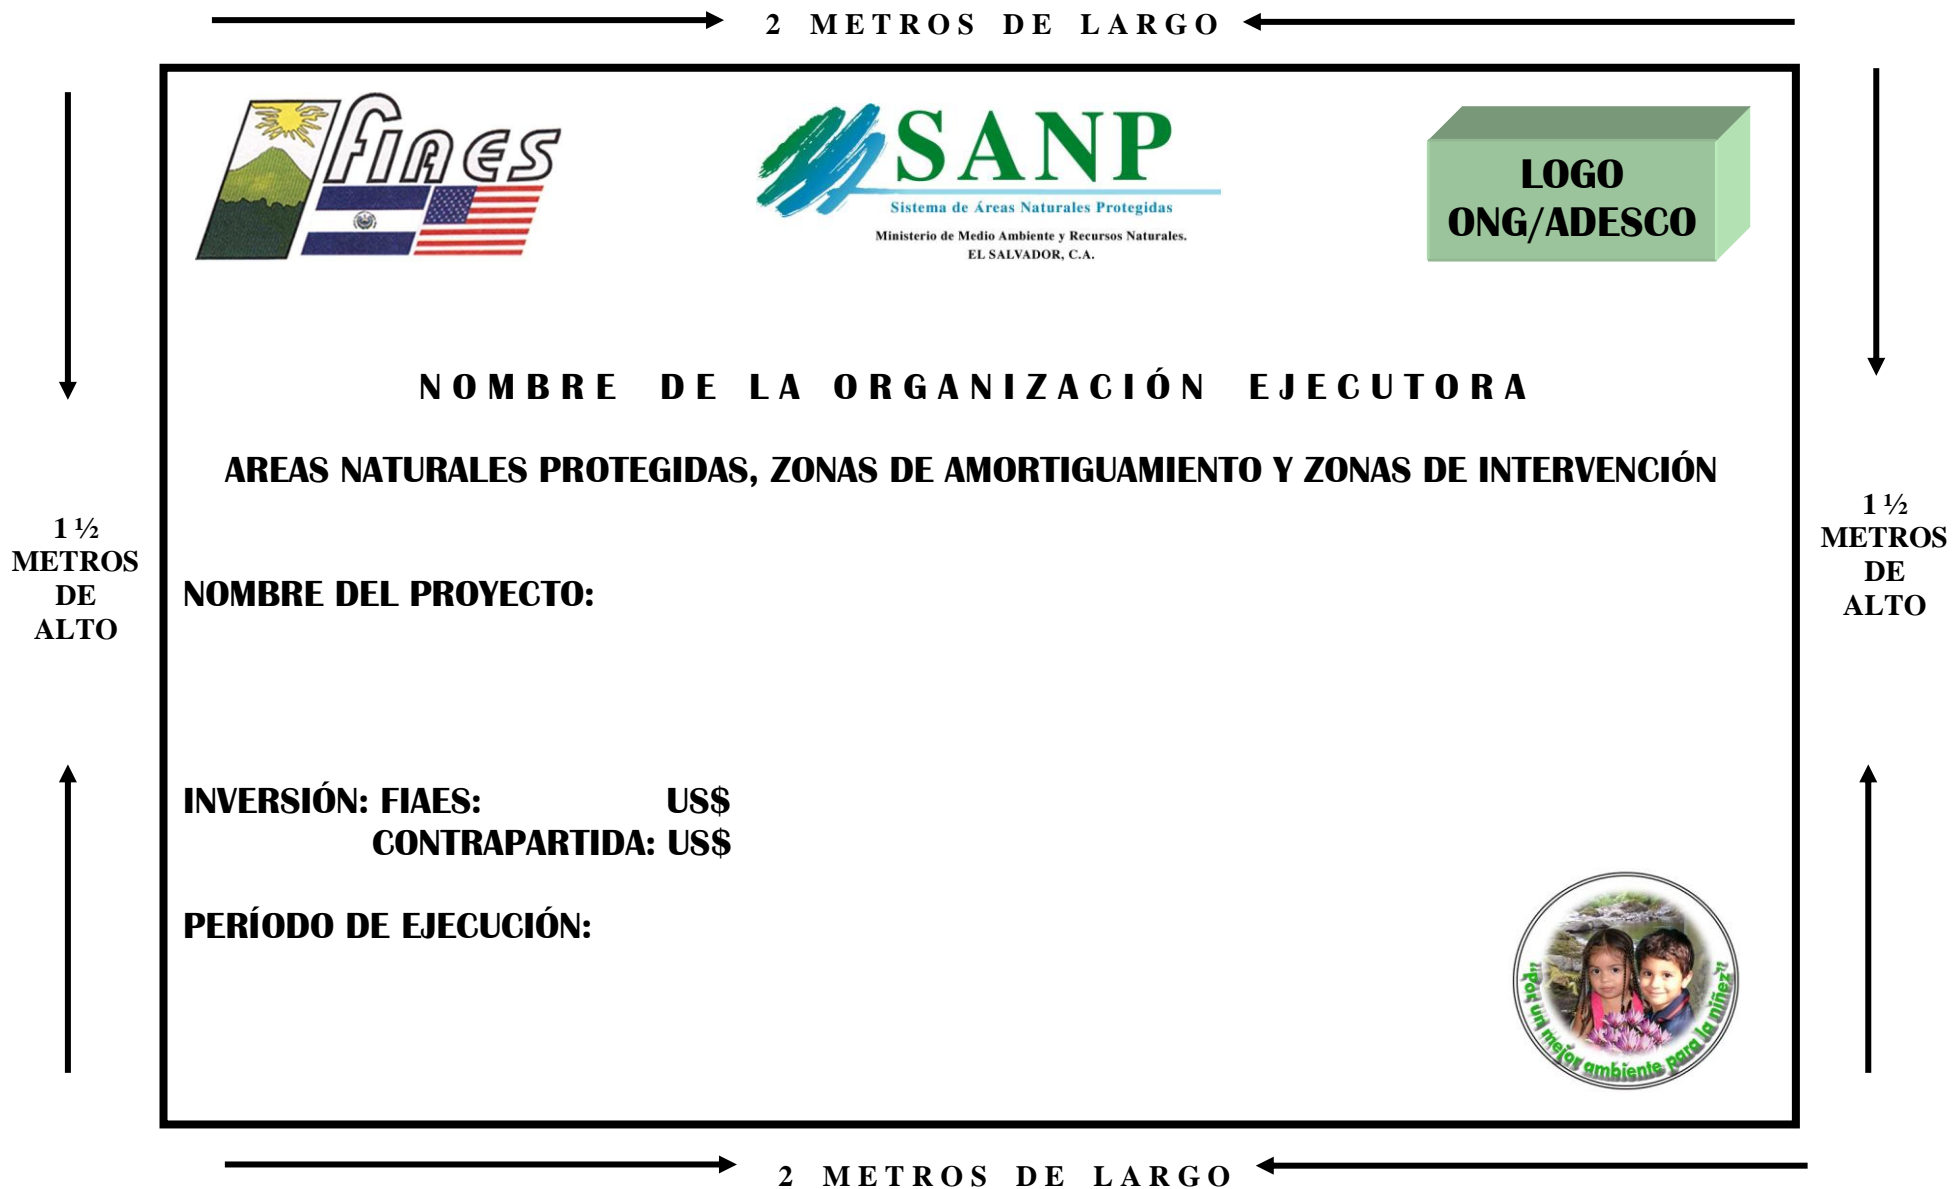 2 METROS DE LARGO
FIAES
SANP
Sistema de Áreas Naturales Protegidas
Ministerio de Medio Ambiente y Recursos Naturales.
EL SALVADOR, C.A.
LOGO
ONG/ADESCO
NOMBRE DE LA ORGANIZACIÓN EJECUTORA
AREAS NATURALES PROTEGIDAS, ZONAS DE AMORTIGUAMIENTO Y ZONAS DE INTERVENCIÓN
1 ½
METROS
DE
ALTO
1 ½
METROS
DE
ALTO
NOMBRE DEL PROYECTO:
INVERSIÓN: FIAES: US$
CONTRAPARTIDA: US$
PERÍODO DE EJECUCIÓN:
"Por un mejor ambiente para la niñez"
2 METROS DE LARGO